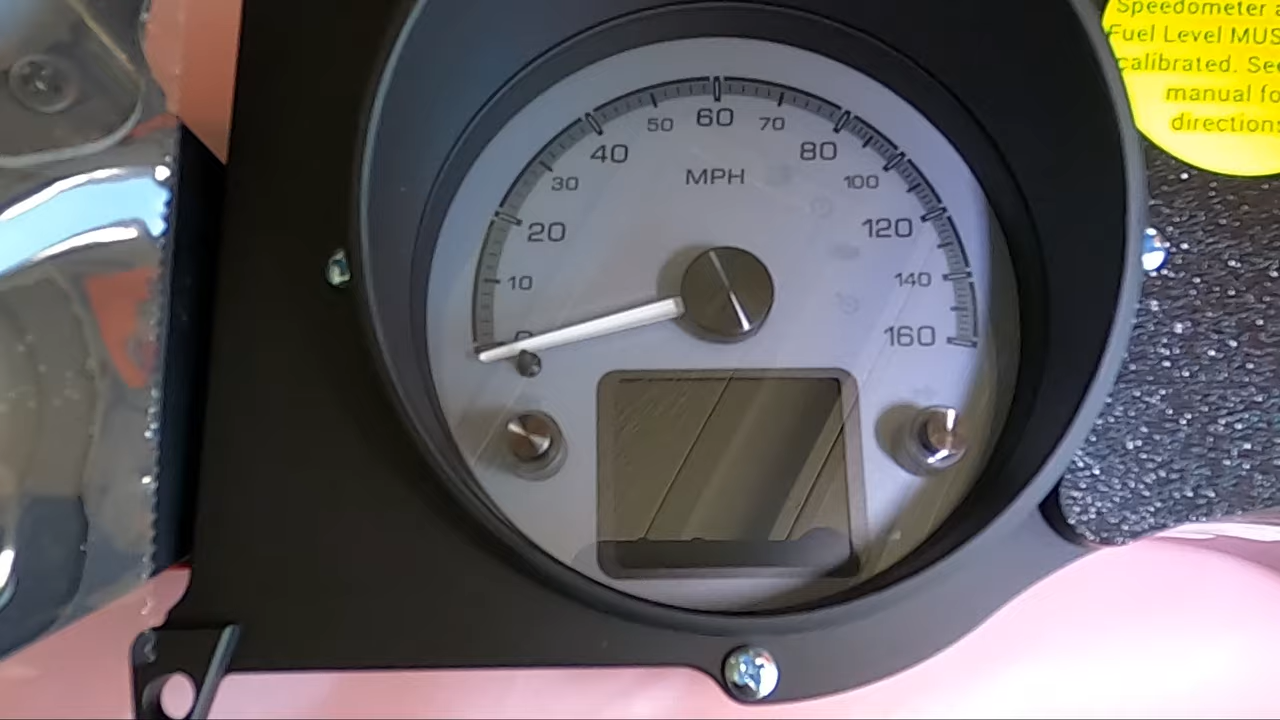 Speedometer
Fuel Level
calibrated.
manual
directions
50 60 70
40 80
30 MPH 100
20 120
10 140
0 160